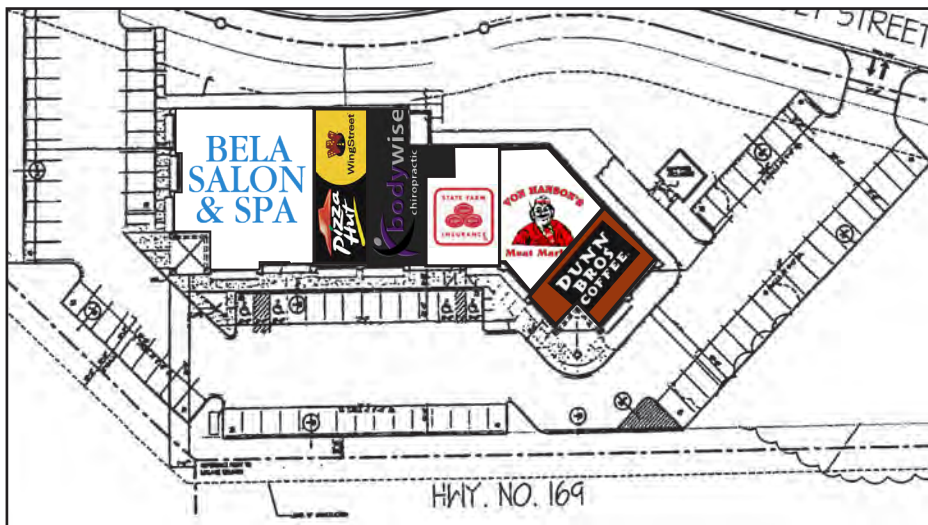 STREET
BELA
SALON
& SPA
WingStreet
Pizza
Hut
bodywise
chiropractic
STATE FARM
INSURANCE
VON HANSON'S
Meat Mar
DUNN
BROS
COFFEE
HWY. NO. 169